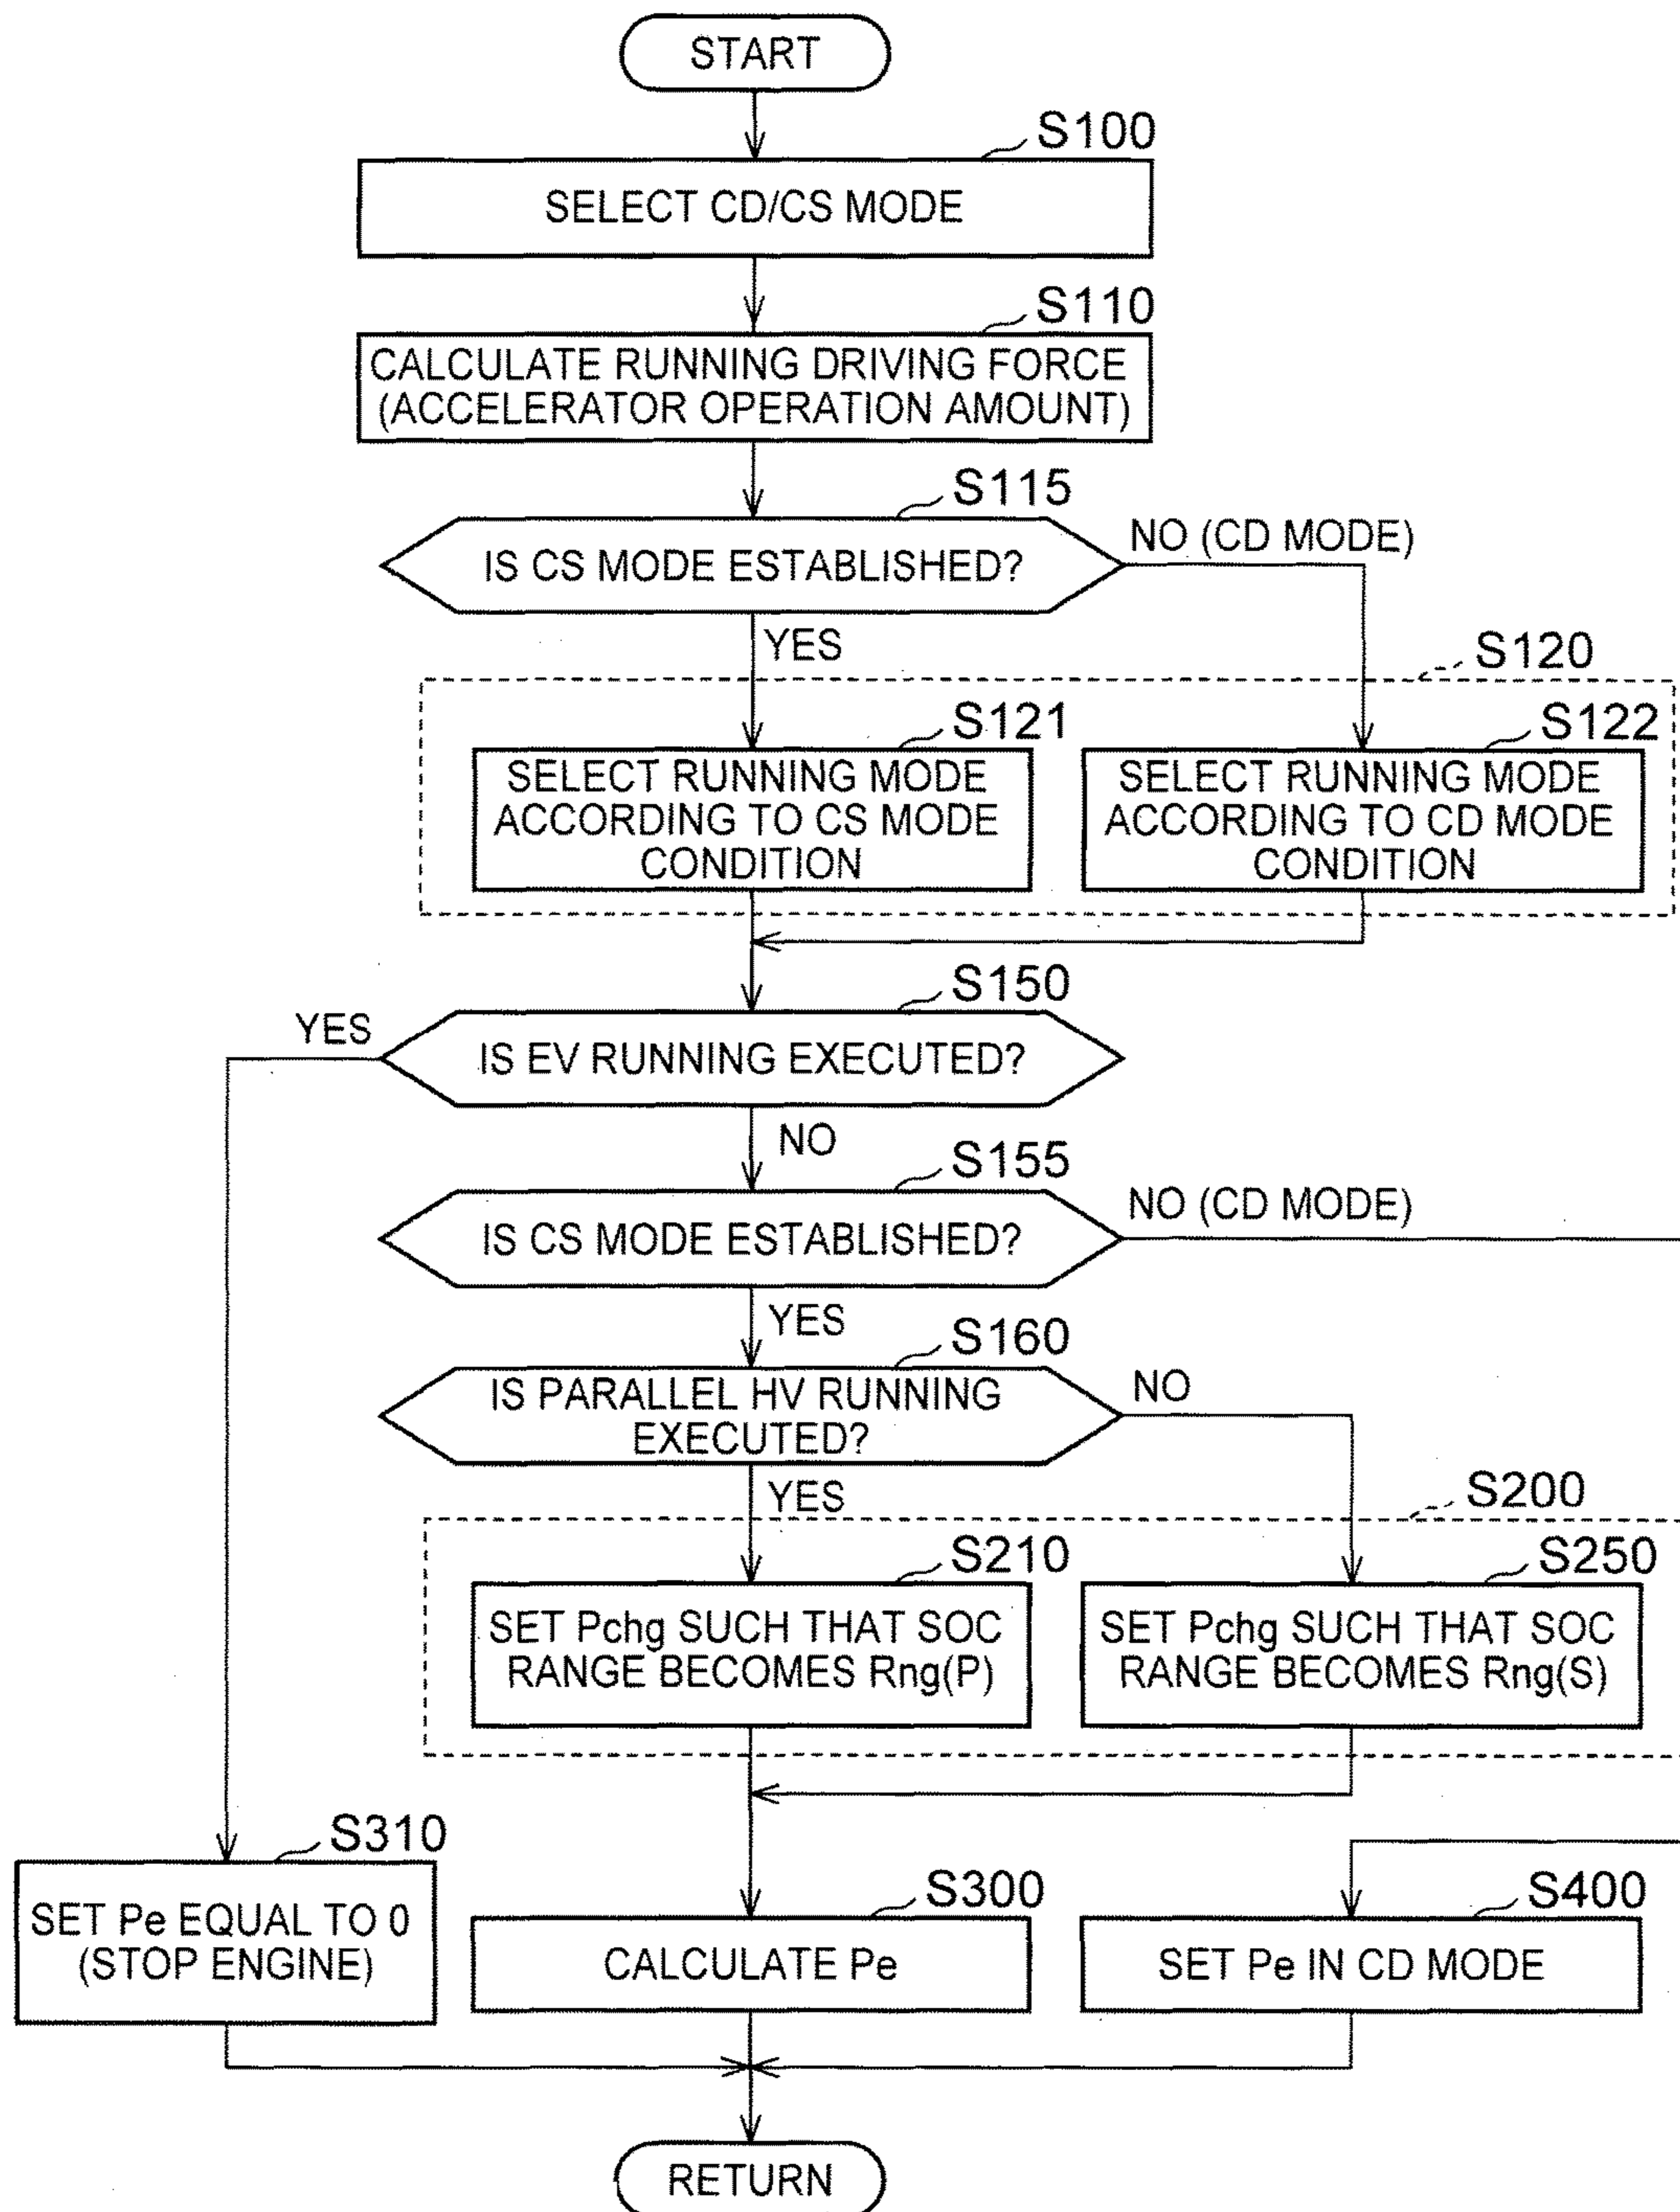 START
S100
SELECT CD/CS MODE
S110
CALCULATE RUNNING DRIVING FORCE
(ACCELERATOR OPERATION AMOUNT)
S115
IS CS MODE ESTABLISHED?
NO (CD MODE)
YES
S120
S121
SELECT RUNNING MODE
ACCORDING TO CS MODE
CONDITION
S122
SELECT RUNNING MODE
ACCORDING TO CD MODE
CONDITION
S150
YES
IS EV RUNNING EXECUTED?
NO
S155
IS CS MODE ESTABLISHED?
NO (CD MODE)
YES
S160
IS PARALLEL HV RUNNING
EXECUTED?
NO
YES
S200
S210
SET Pchg SUCH THAT SOC
RANGE BECOMES Rng(P)
S250
SET Pchg SUCH THAT SOC
RANGE BECOMES Rng(S)
S310
SET Pe EQUAL TO 0
(STOP ENGINE)
S300
CALCULATE Pe
S400
SET Pe IN CD MODE
RETURN